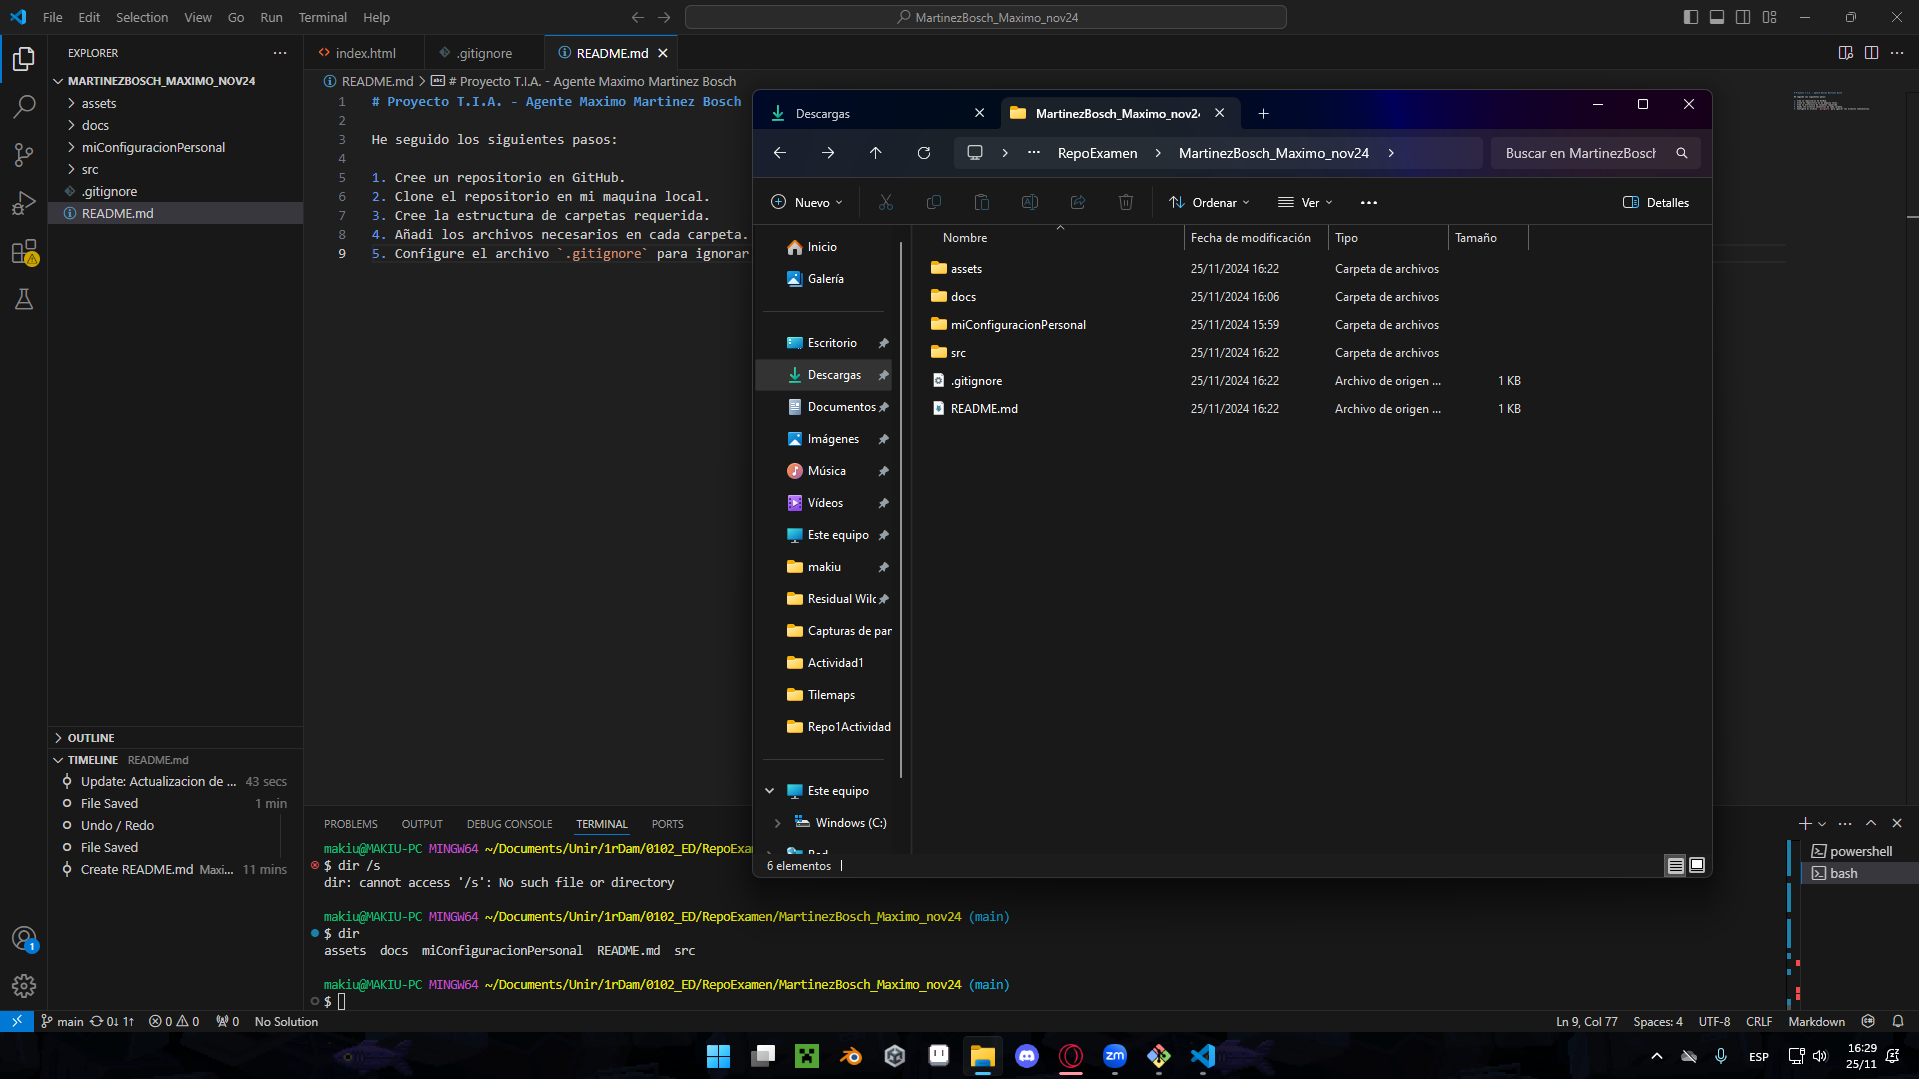 File Edit Selection View Go Run Terminal Help
MartinezBosch_Maximo_nov24
EXPLORER
MARTINEZBOSCH_MAXIMO_NOV24
assets
docs
miConfiguracionPersonal
src
.gitignore
README.md
OUTLINE
TIMELINE README.md
Update: Actualizacion de ... 43 secs
File Saved 1 min
Undo / Redo
File Saved
Create README.md Maxi... 11 mins
index.html .gitignore README.md
README.md > # Proyecto T.I.A. - Agente Maximo Martinez Bosch
1 # Proyecto T.I.A. - Agente Maximo Martinez Bosch
2
3 He seguido los siguientes pasos:
4
5 1. Cree un repositorio en GitHub.
6 2. Clone el repositorio en mi maquina local.
7 3. Cree la estructura de carpetas requerida.
8 4. Añadi los archivos necesarios en cada carpeta.
9 5. Configure el archivo `.gitignore` para ignorar
Descargas
MartinezBosch_Maximo_nov24
... RepoExamen > MartinezBosch_Maximo_nov24 >
Buscar en MartinezBosch
Nuevo Ordenar Ver ... Detalles
Inicio
Galería
Escritorio
Descargas
Documentos
Imágenes
Música
Vídeos
Este equipo
makiu
Residual Wilc
Capturas de par
Actividad1
Tilemaps
Repo1Actividad
Este equipo
Windows (C:)
Nombre Fecha de modificación Tipo Tamaño
assets 25/11/2024 16:22 Carpeta de archivos
docs 25/11/2024 16:06 Carpeta de archivos
miConfiguracionPersonal 25/11/2024 15:59 Carpeta de archivos
src 25/11/2024 16:22 Carpeta de archivos
.gitignore 25/11/2024 16:22 Archivo de origen ... 1 KB
README.md 25/11/2024 16:22 Archivo de origen ... 1 KB
6 elementos
PROBLEMS OUTPUT DEBUG CONSOLE TERMINAL PORTS
makiu@MAKIU-PC MINGW64 ~/Documents/Unir/1rDam/0102_ED/RepoExa
$ dir /s
dir: cannot access '/s': No such file or directory
makiu@MAKIU-PC MINGW64 ~/Documents/Unir/1rDam/0102_ED/RepoExamen/MartinezBosch_Maximo_nov24 (main)
$ dir
assets docs miConfiguracionPersonal README.md src
makiu@MAKIU-PC MINGW64 ~/Documents/Unir/1rDam/0102_ED/RepoExamen/MartinezBosch_Maximo_nov24 (main)
$
powershell
bash
main 0↓ 1↑ 0 0 0 No Solution
Ln 9, Col 77 Spaces: 4 UTF-8 CRLF Markdown
zm
ESP
16:29
25/11